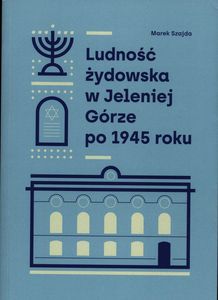 Marek Szajda
Ludność
żydowska
w Jeleniej
Górze
po 1945 roku